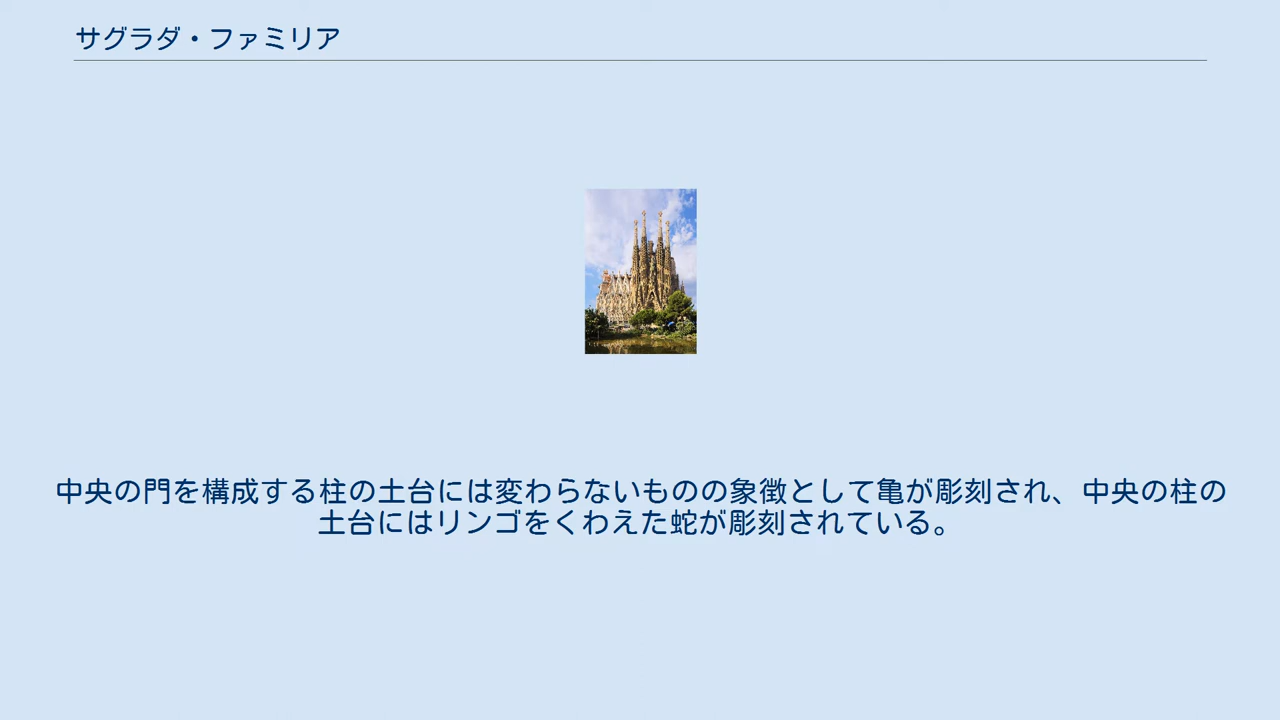 サグラダ・ファミリア
中央の門を構成する柱の土台には変わらないものの象徴として亀が彫刻され、中央の柱の
土台にはリンゴをくわえた蛇が彫刻されている。